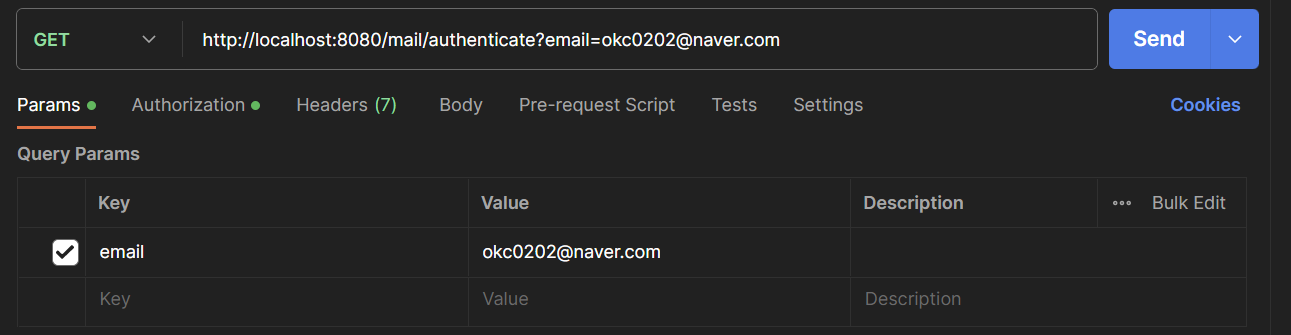 GET http://localhost:8080/mail/authenticate?email=okc0202@naver.com Send
Params Authorization Headers (7) Body Pre-request Script Tests Settings Cookies
Query Params
Key Value Description Bulk Edit
email okc0202@naver.com
Key Value Description